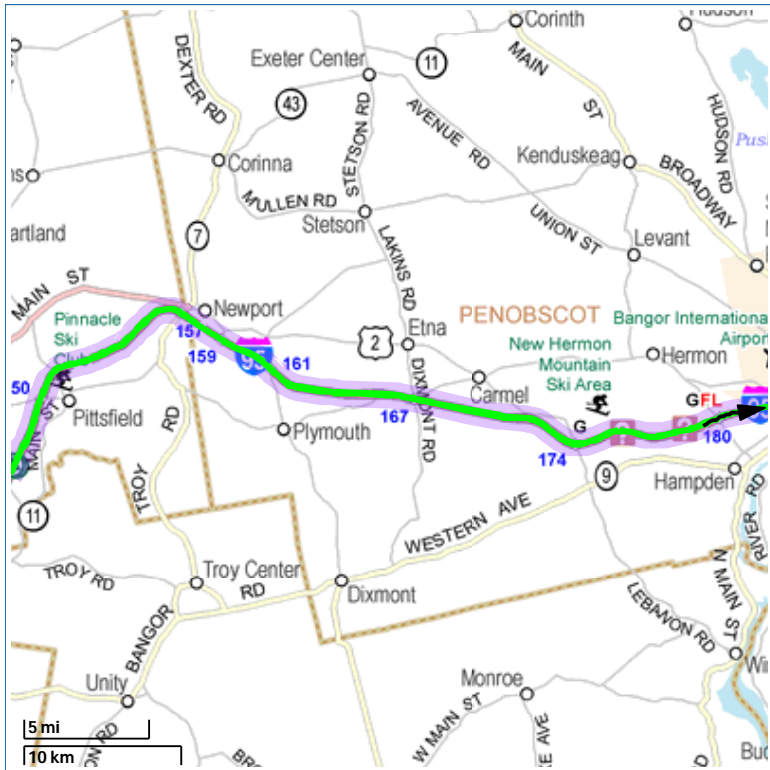 Corinth
Hudson
DEXTER RD
Exeter Center
11
MAIN ST
43
AVENUE RD
HUDSON RD
STETSON RD
Corinna
Kenduskeag
MULLEN RD
BROADWAY
Stetson
UNION ST
7
LAKINS RD
Levant
artland
MAIN ST
Newport
PENOBSCOT
Bangor International
Airport
Pinnacle
Ski
Club
157
159
95
161
2
Etna
New Hermon
Mountain
Ski Area
Hermon
50
Carmel
DIXMONT RD
G
G FL
95
MAIN ST
Pittsfield
167
Plymouth
174
180
TROY RD
9
Hampden
11
WESTERN AVE
RIVER RD
TROY RD
Troy Center
Dixmont
BANGOR RD
N MAIN ST
LEBANON RD
Unity
Monroe
W MAIN ST
5 mi
10 km